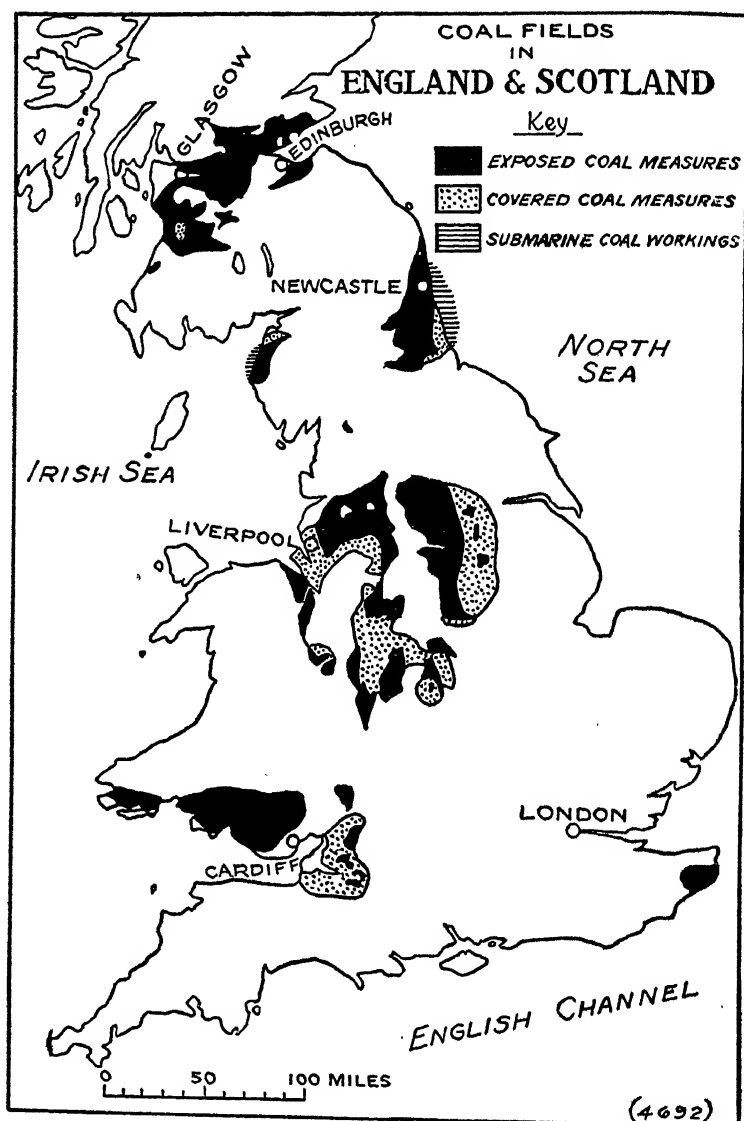 COAL FIELDS
IN
ENGLAND & SCOTLAND
Key
EXPOSED COAL MEASURES
COVERED COAL MEASURES
SUBMARINE COAL WORKINGS
GLASGOW
EDINBURGH
NEWCASTLE
NORTH
SEA
IRISH SEA
LIVERPOOL
LONDON
CARDIFF
ENGLISH CHANNEL
0 50 100 MILES
(4692)